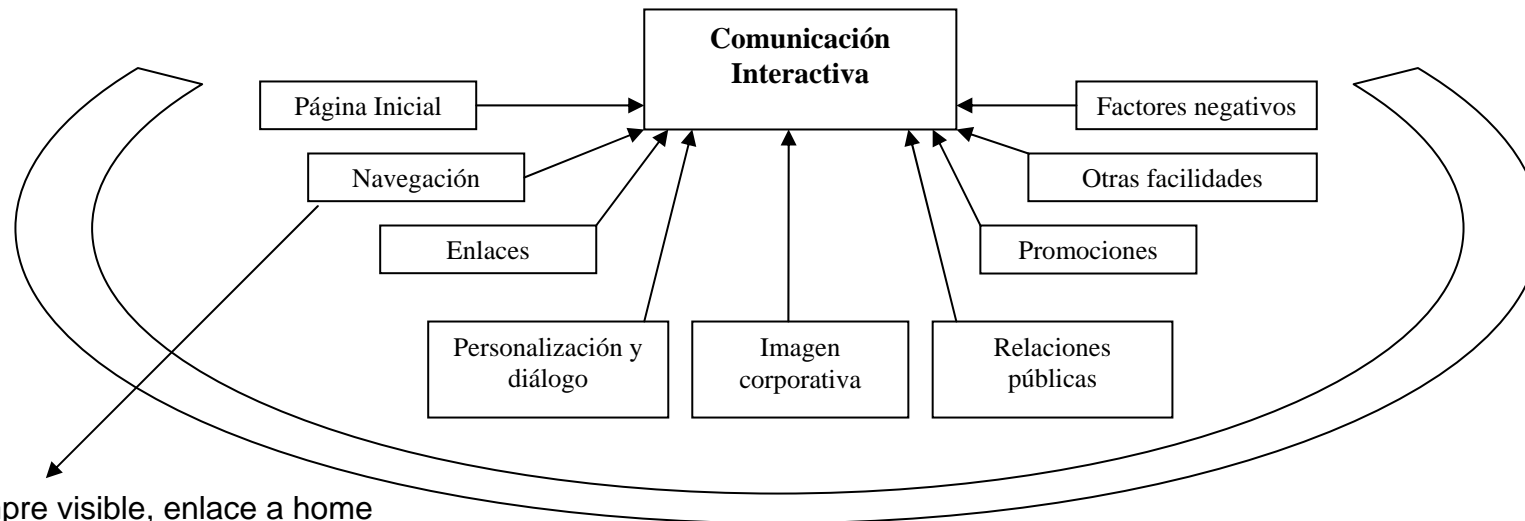 Comunicación
Interactiva
Página Inicial
Factores negativos
Navegación
Otras facilidades
Enlaces
Promociones
Personalización y
diálogo
Imagen
corporativa
Relaciones
públicas
visible, enlace a home